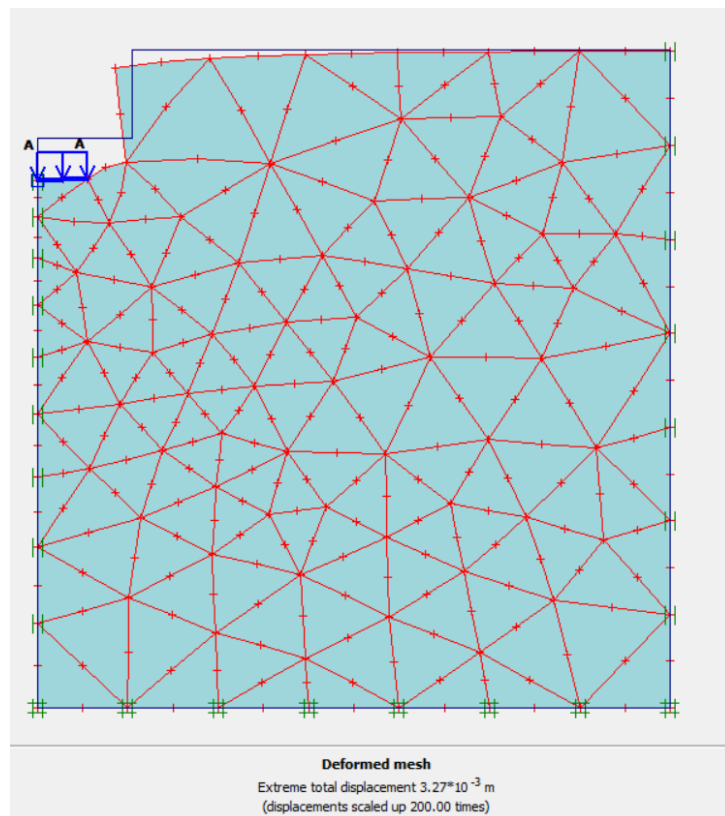 A A
Deformed mesh
Extreme total displacement 3.27*10 -3 m
(displacements scaled up 200.00 times)